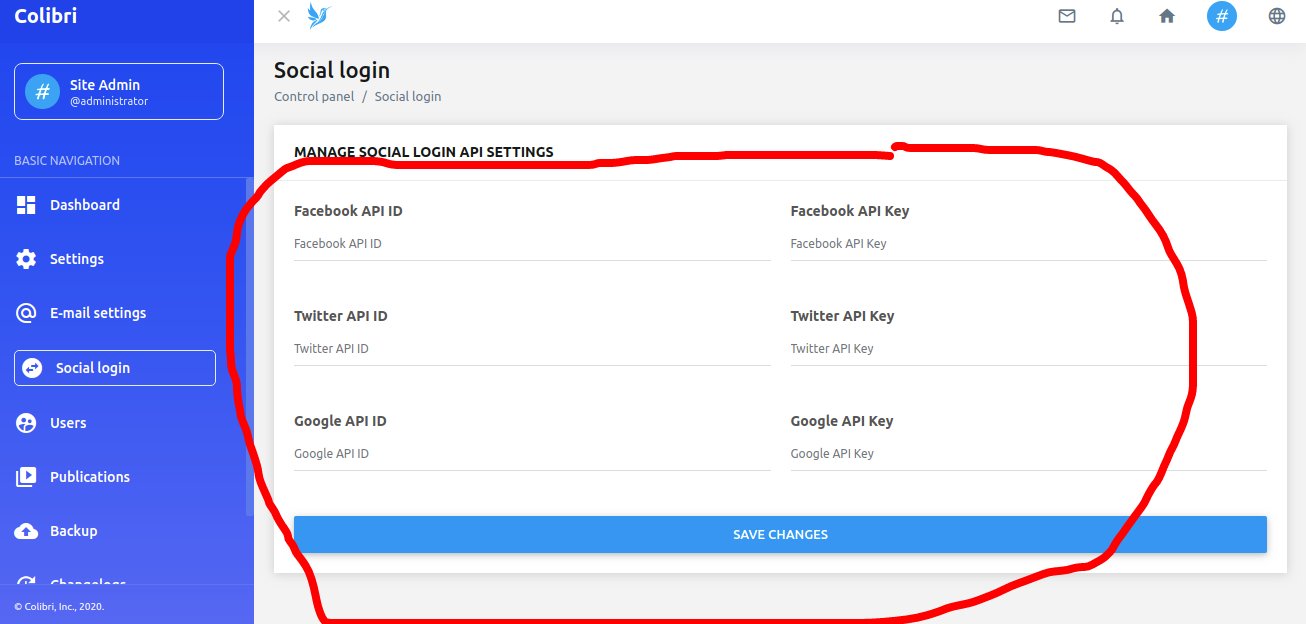 Colibri
#
#
Site Admin
@administrator
BASIC NAVIGATION
Dashboard
Settings
E-mail settings
Social login
Users
Publications
Backup
Changelogs
© Colibri, Inc., 2020.
Social login
Control panel / Social login
MANAGE SOCIAL LOGIN API SETTINGS
Facebook API ID
Facebook API ID
Facebook API Key
Facebook API Key
Twitter API ID
Twitter API ID
Twitter API Key
Twitter API Key
Google API ID
Google API ID
Google API Key
Google API Key
SAVE CHANGES